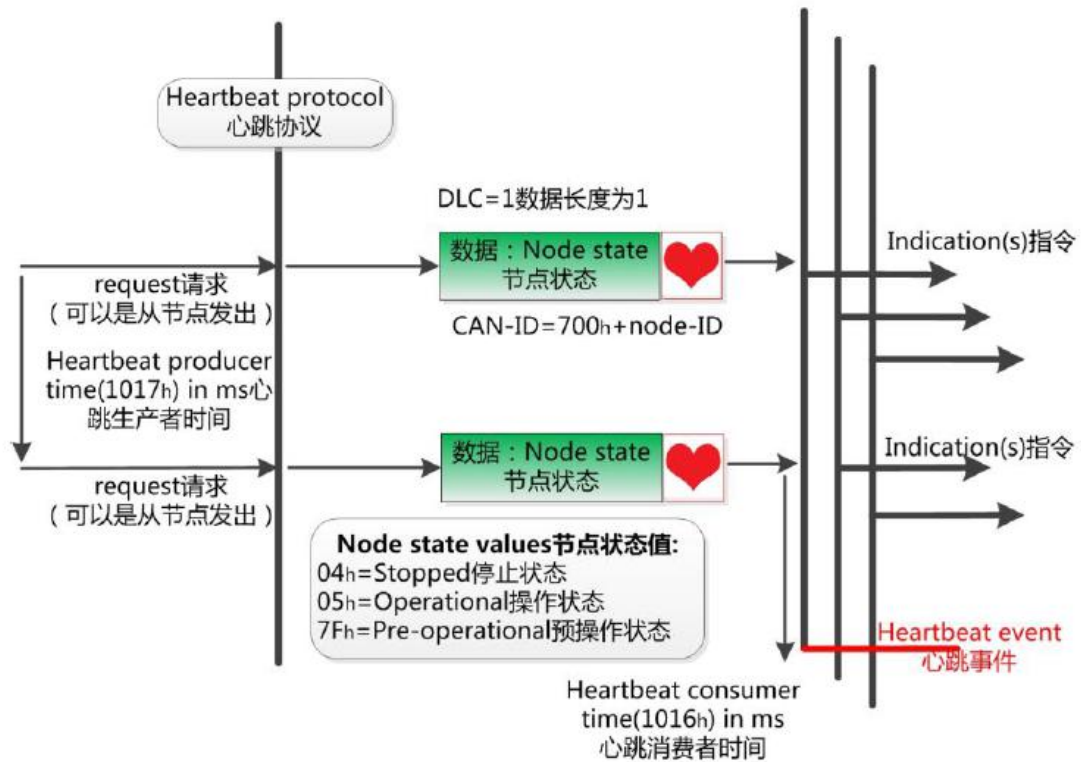 Heartbeat protocol
心跳协议
DLC=1数据长度为1
数据：Node state
节点状态
Indication(s)指令
request请求
（可以是从节点发出）
CAN-ID=700h+node-ID
Heartbeat producer
time(1017h) in ms心
跳生产者时间
数据：Node state
节点状态
Indication(s)指令
request请求
（可以是从节点发出）
Node state values节点状态值:
04h=Stopped停止状态
05h=Operational操作状态
7Fh=Pre-operational预操作状态
Heartbeat event
心跳事件
Heartbeat consumer
time(1016h) in ms
心跳消费者时间